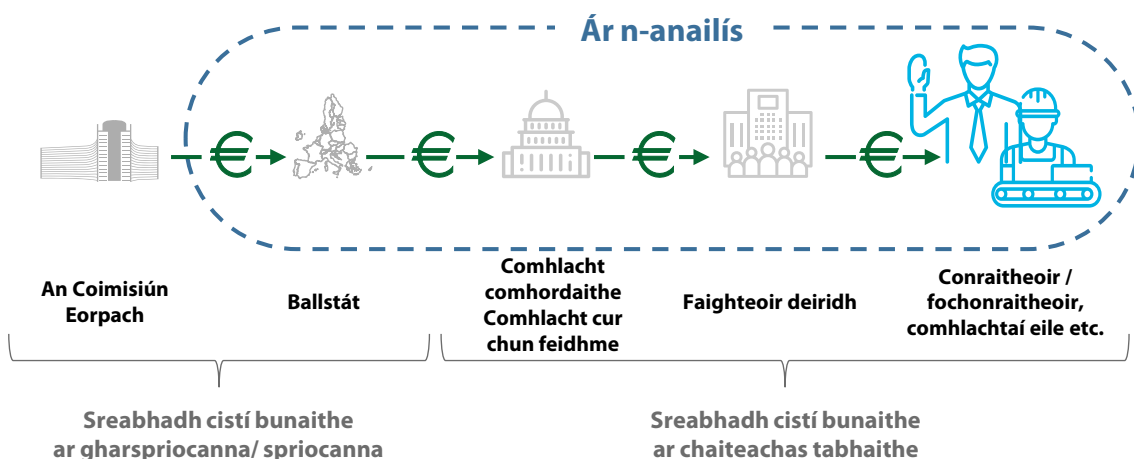 Ár n-anailís
€
€
€
€
An Coimisiún
Eorpach
Ballstát
Comhlacht
comhordaithe
Comhlacht cur
chun feidhme
Faighteoir deiridh
Conraitheoir /
fochonraitheoir,
comhlachtaí eile etc.
Sreabhadh cistí bunaithe
ar gharspriocanna/ spriocanna
Sreabhadh cistí bunaithe
ar chaiteachas tabhaithe